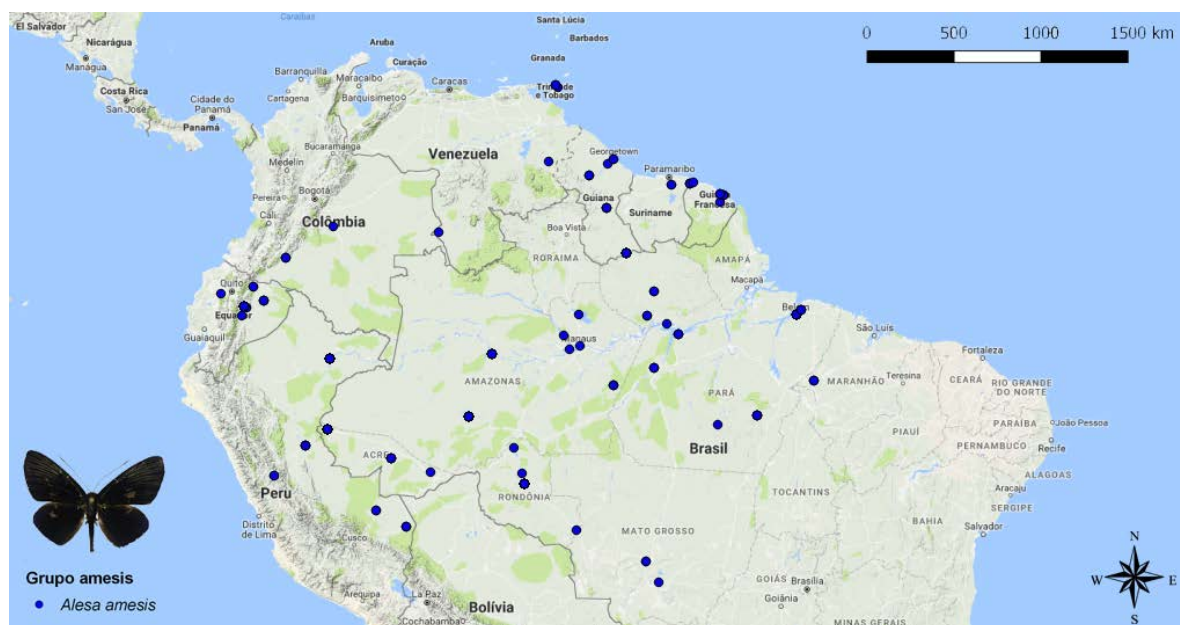 Caraíbas
El Salvador
Nicarágua
Manágua
Costa Rica
San José
Cidade do
Panamá
Panamá
Barranquilla
Cartagena
Aruba
Curação
Maracaibo
Barquisimeto
Caracas
Santa Lúcia
Barbados
Granada
Trinidade
e Tobago
0 500 1000 1500 km
Bucaramanga
Medelín
Pereira
Bogotá
Cáli
Colômbia
Venezuela
Georgetown
Guiana
Paramaribo
Suriname
Guiana
Francesa
Boa Vista
RORAIMA
AMAPÁ
Macapá
Quito
Equador
Guaiaquil
Manaus
Belém
São Luís
Fortaleza
AMAZONAS
PARÁ
MARANHÃO
Teresina
CEARÁ
RIO GRANDE
DO NORTE
PARAÍBA
João Pessoa
PIAUÍ
PERNAMBUCO
Recife
ALAGOAS
Aracaju
SERGIPE
Brasil
ACRE
RONDÔNIA
TOCANTINS
BAHIA
Salvador
MATO GROSSO
Peru
Distrito
de Lima
Cusco
GOIÁS
Brasília
Goiânia
Arequipa
La Paz
Bolívia
Cochabamba
MINAS GERAIS
Grupo amesis
Alesa amesis
N
W
E
S